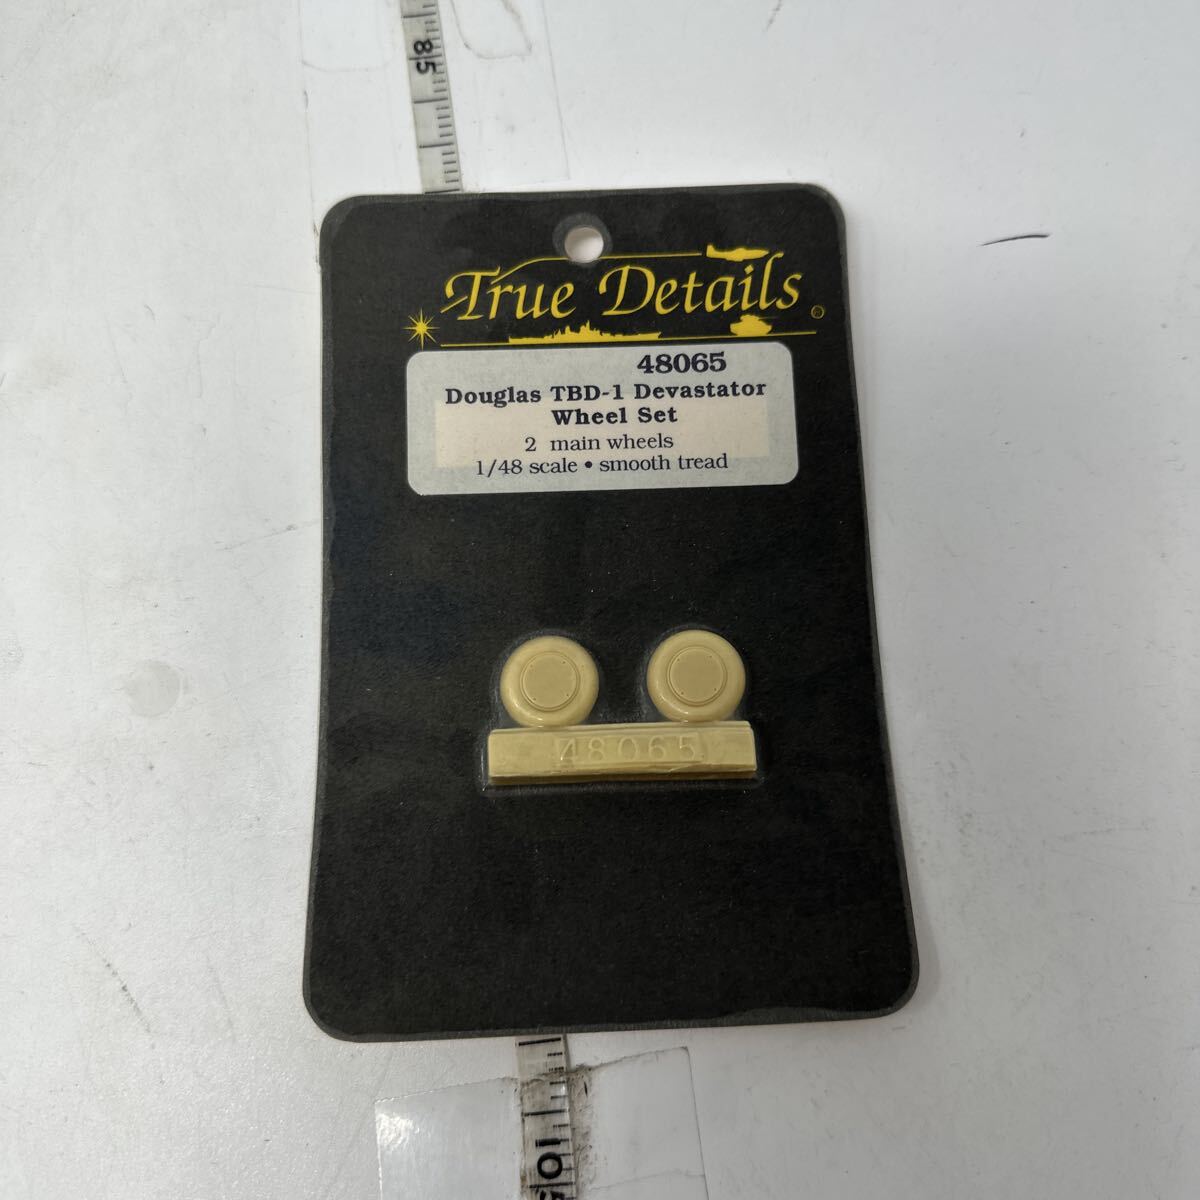 85
True Details
®
48065
Douglas TBD-1 Devastator
Wheel Set
2 main wheels
1/48 scale • smooth tread
48065